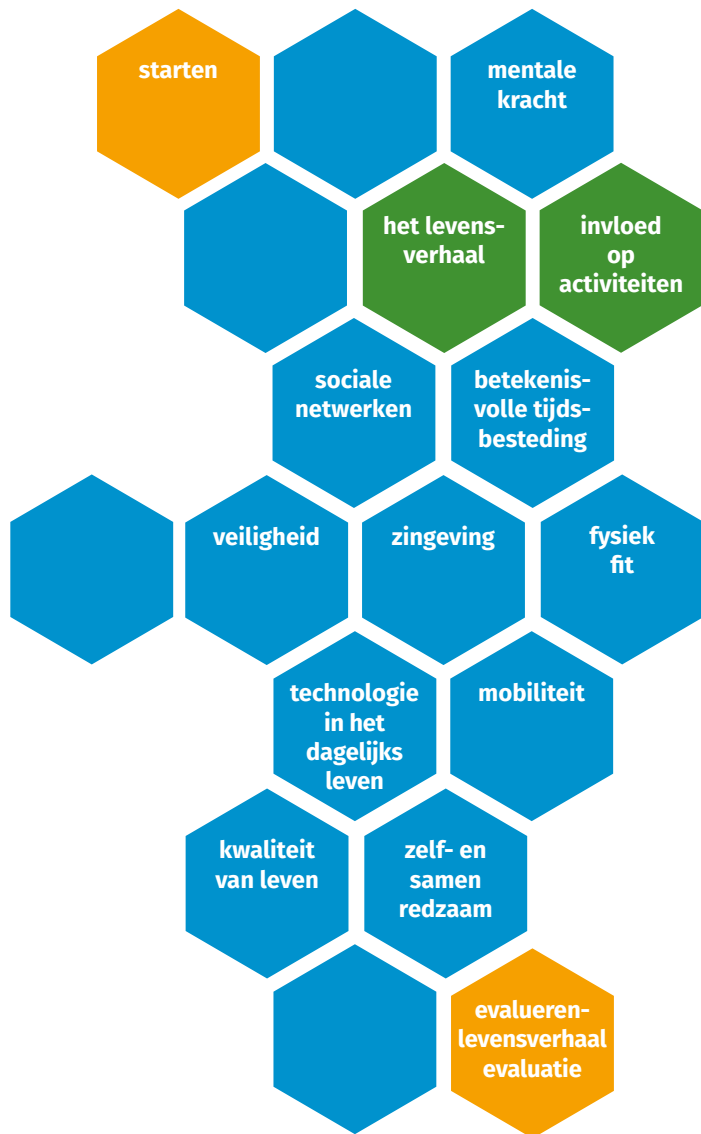 starten
mentale
kracht
het levens-
verhaal
invloed
op
activiteiten
sociale
netwerken
betekenis-
volle tijds-
besteding
veiligheid
zingeving
fysiek
fit
technologie
in het
dagelijks
leven
mobiliteit
kwaliteit
van leven
zelf- en
samen
redzaam
evalueren-
levensverhaal
evaluatie